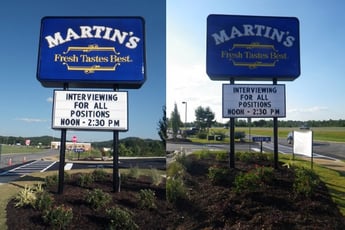 MARTIN'S
Fresh Tastes Best.
INTERVIEWING
FOR ALL
POSITIONS
NOON - 2:30 PM
MARTIN'S
Fresh Tastes Best.
INTERVIEWING
FOR ALL
POSITIONS
NOON - 2:30 PM